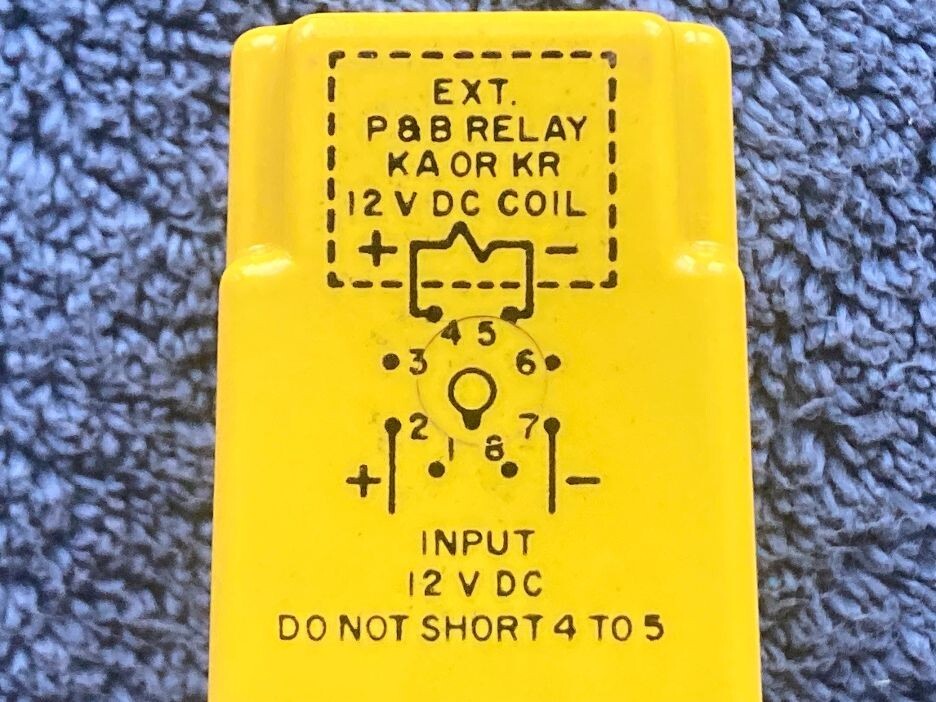 EXT.
P&B RELAY
KA OR KR
12 V DC COIL
+ −
4 5
3 6
2 7
1 8
+ −
INPUT
12 V DC
DO NOT SHORT 4 TO 5